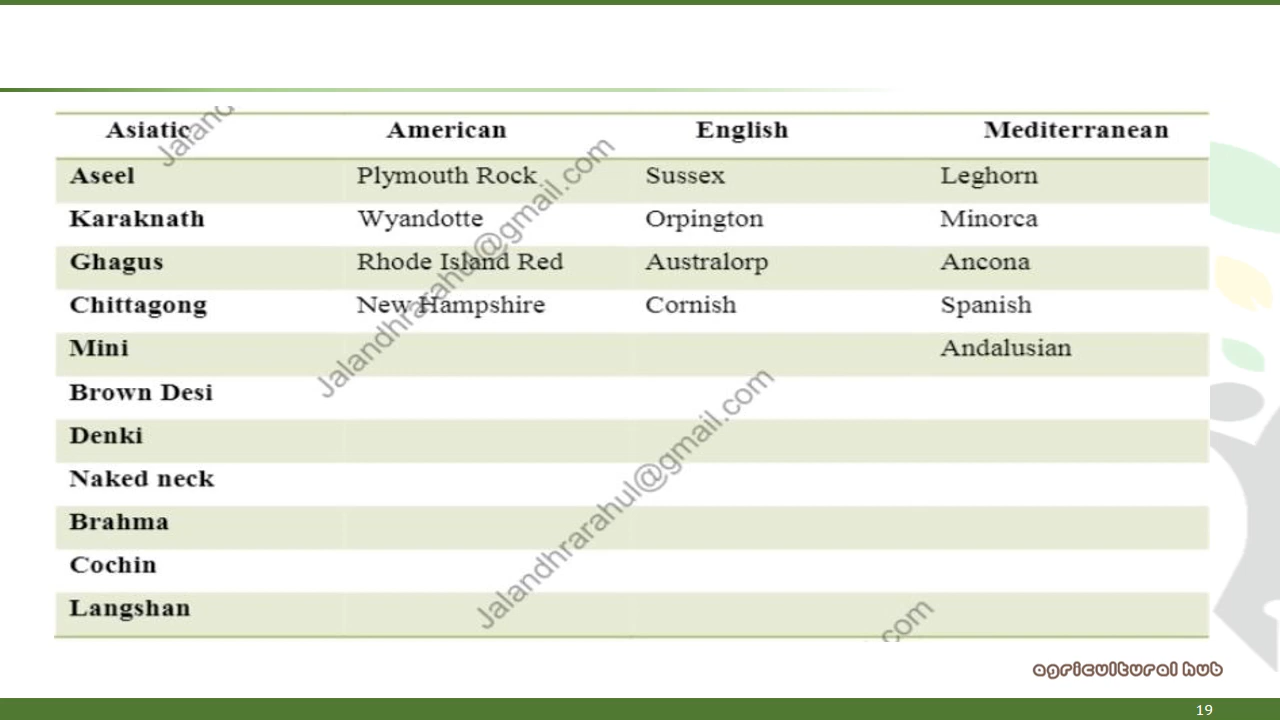 Asiatic American English Mediterranean
Aseel Plymouth Rock Sussex Leghorn
Karaknath Wyandotte Orpington Minorca
Ghagus Rhode Island Red Australorp Ancona
Chittagong New Hampshire Cornish Spanish
Mini Andalusian
Brown Desi
Denki
Naked neck
Brahma
Cochin
Langshan
Jaland
Jalandhrarahul@gmail.com
Jalandhrarahul@gmail.com
.com
agricultural hub
19